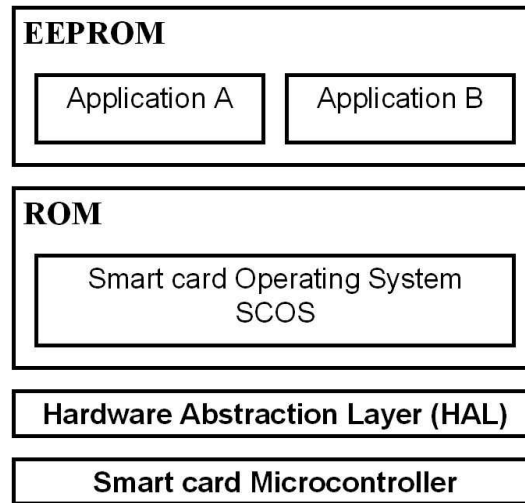 EEPROM
Application A
Application B
ROM
Smart card Operating System
SCOS
Hardware Abstraction Layer (HAL)
Smart card Microcontroller